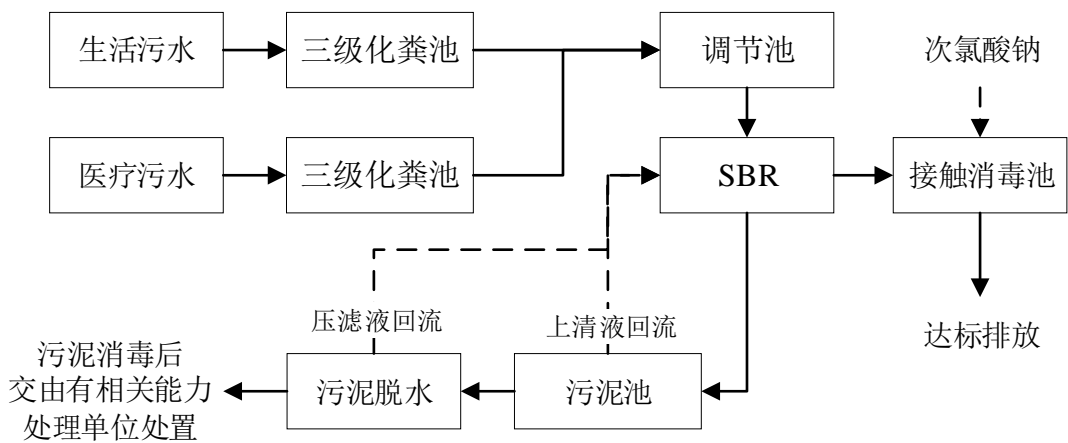 生活污水
三级化粪池
调节池
次氯酸钠
医疗污水
三级化粪池
SBR
接触消毒池
压滤液回流
上清液回流
达标排放
污泥消毒后
交由有相关能力
处理单位处置
污泥脱水
污泥池